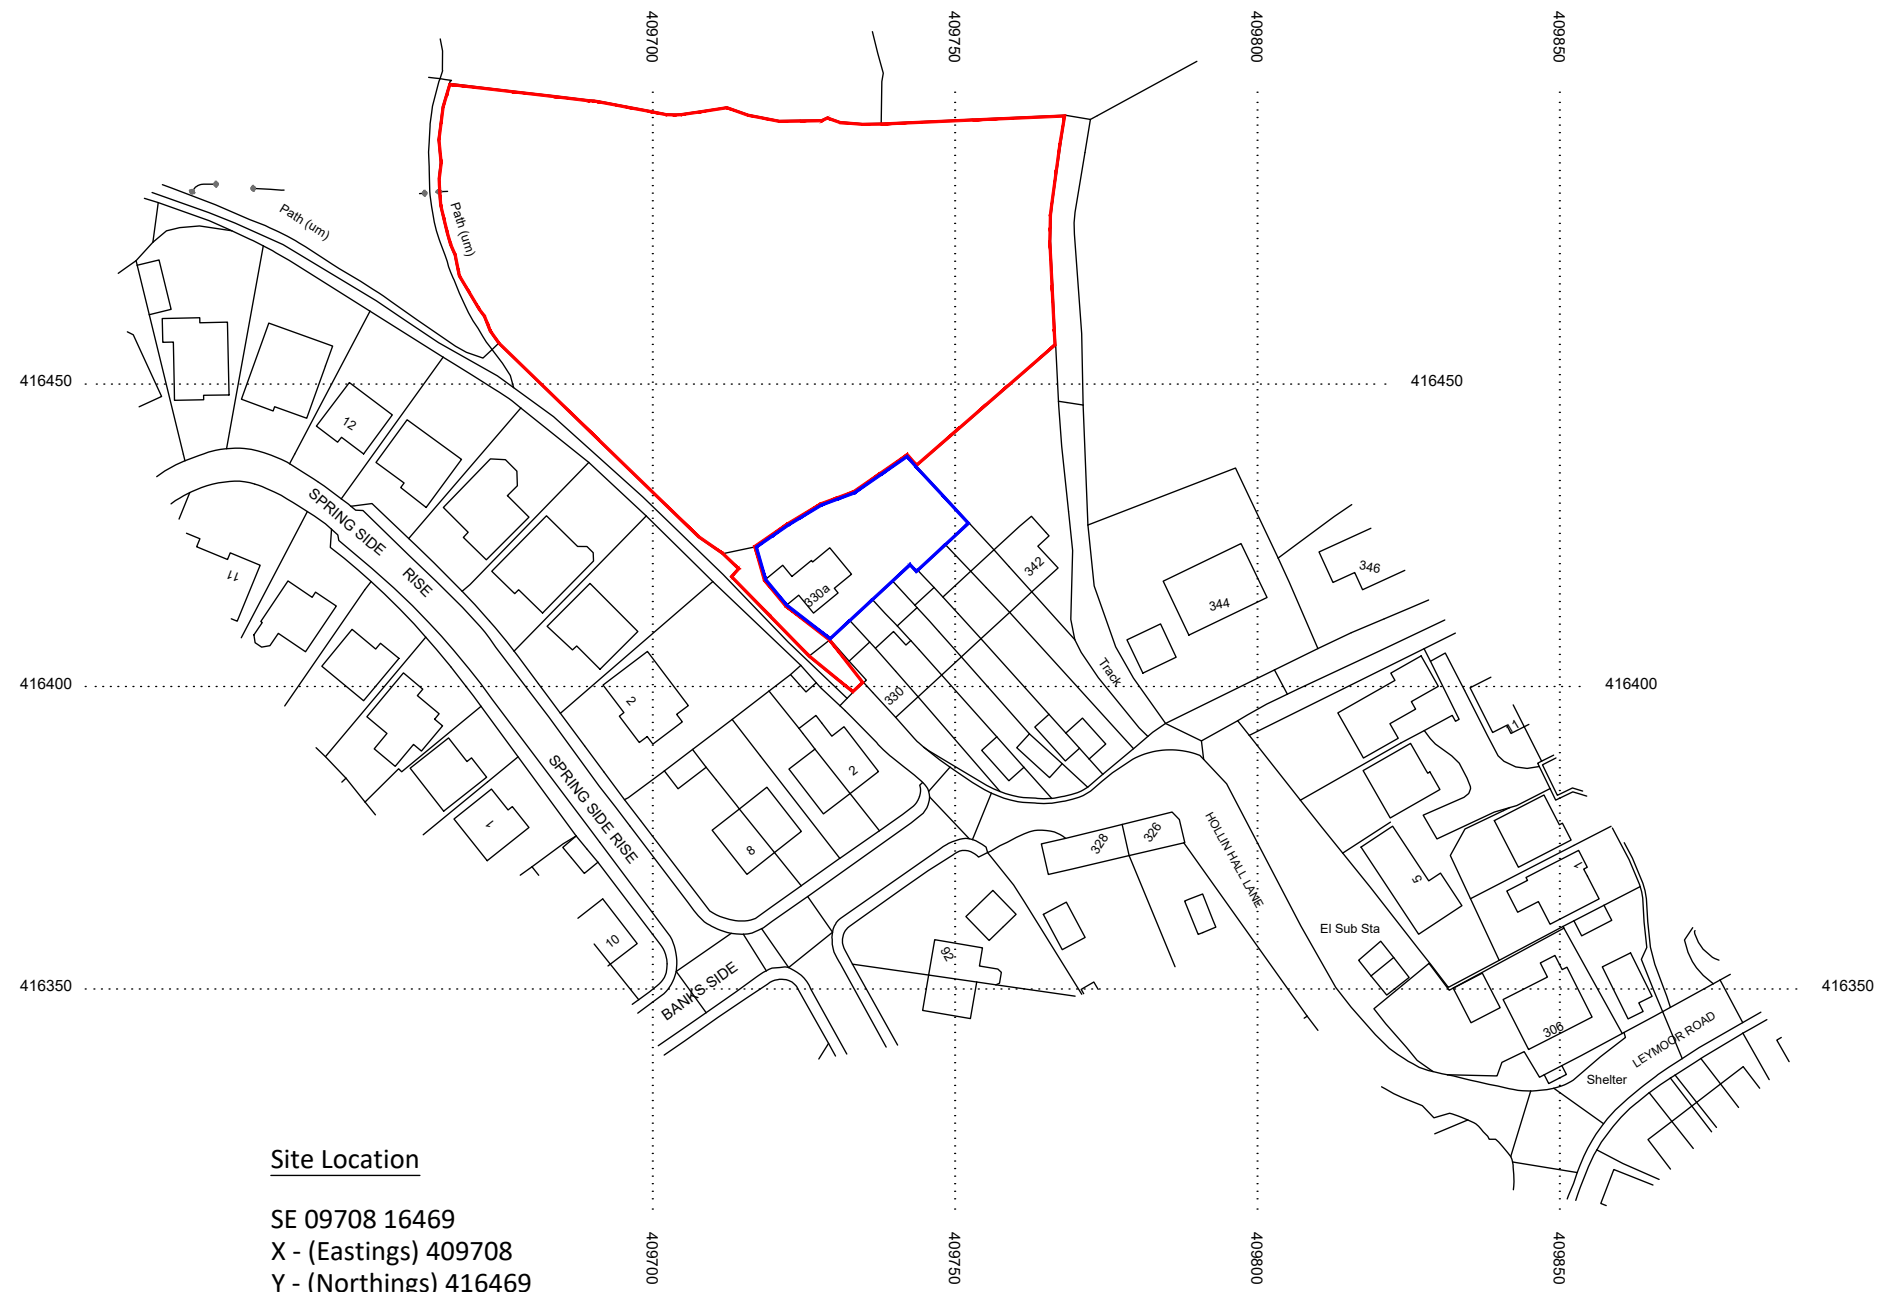 409700
409750
409800
409850
Path (um)
Path (um)
416450
416450
12
SPRING SIDE
RISE
11
330a
342
344
346
Track
416400
416400
2
330
1
2
SPRING SIDE RISE
1
8
328
326
HOLLIN HALL LANE
5
1
10
92
El Sub Sta
416350
416350
BANKS SIDE
306
LEYMOOR ROAD
Shelter
Site Location
SE 09708 16469
X - (Eastings) 409708
Y - (Northings) 416469
409700
409750
409800
409850